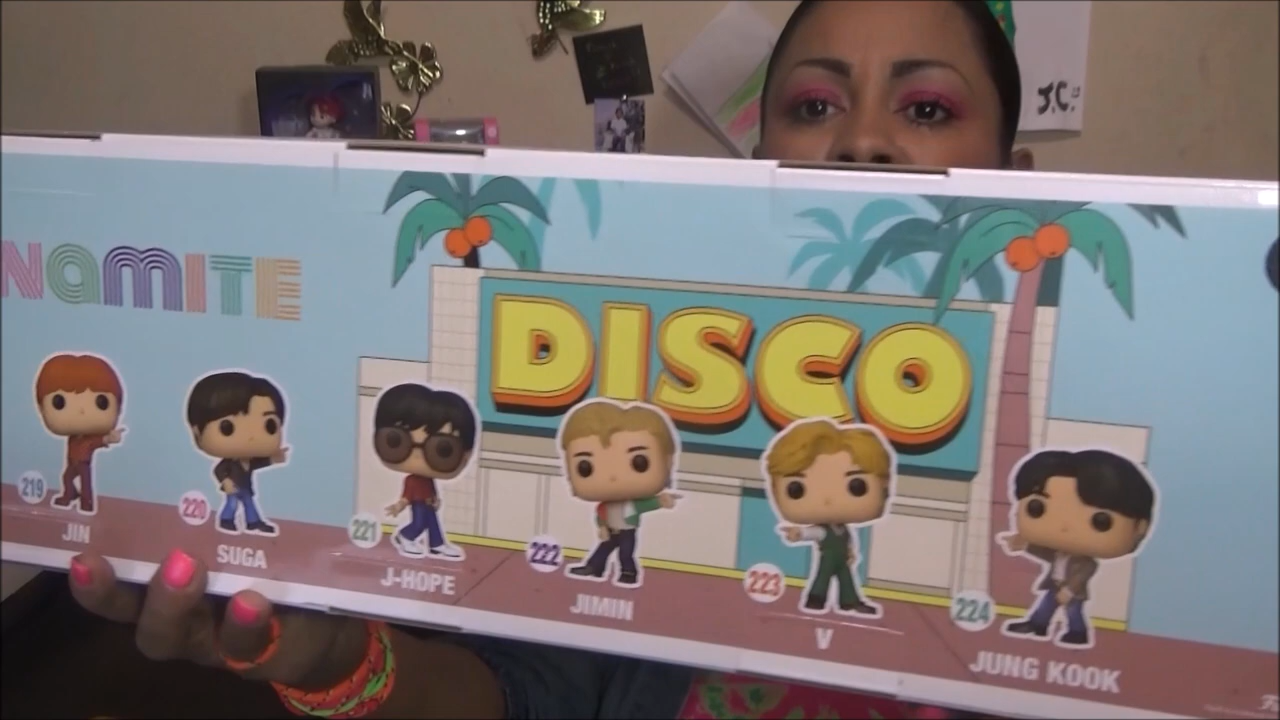 J.C.
NAMITE
DISCO
219
JIN
220
SUGA
221
J-HOPE
222
JIMIN
223
V
224
JUNG KOOK